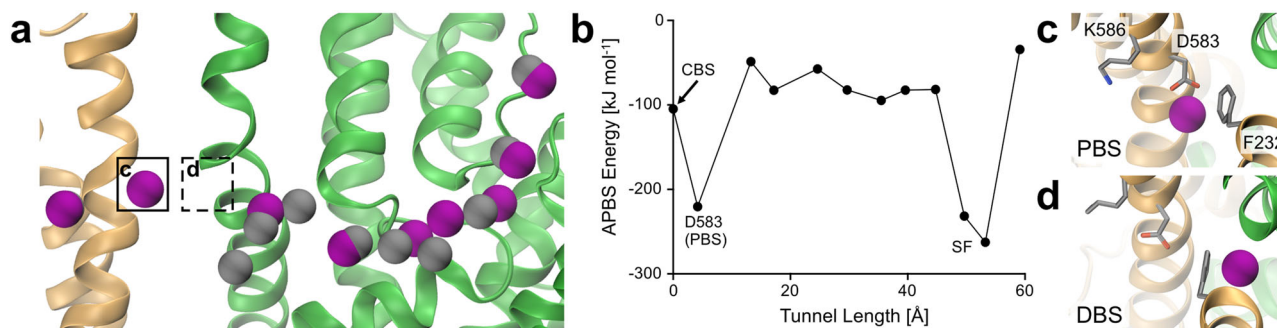 a
c
d
b
0
-100
-200
-300
APBS Energy [kJ mol⁻¹]
CBS
D583
(PBS)
SF
0
20
40
60
Tunnel Length [Å]
c
K586
D583
F232
PBS
d
DBS